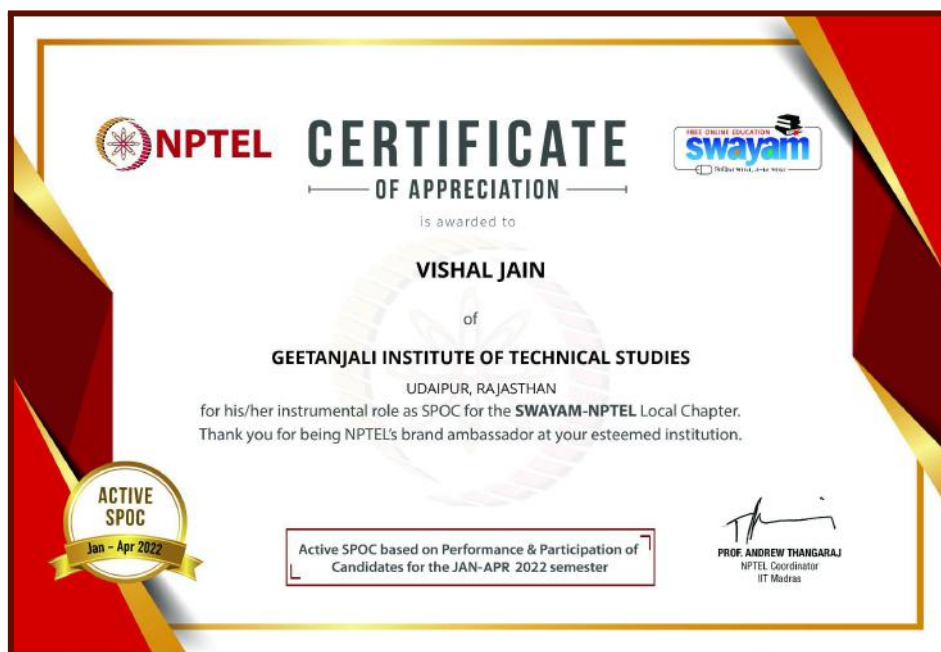 NPTEL
CERTIFICATE
OF APPRECIATION
FREE ONLINE EDUCATION
swayam
is awarded to
VISHAL JAIN
of
GEETANJALI INSTITUTE OF TECHNICAL STUDIES
UDAIPUR, RAJASTHAN
for his/her instrumental role as SPOC for the SWAYAM-NPTEL Local Chapter.
Thank you for being NPTEL's brand ambassador at your esteemed institution.
ACTIVE
SPOC
Jan - Apr 2022
Active SPOC based on Performance & Participation of
Candidates for the JAN-APR 2022 semester
PROF. ANDREW THANGARAJ
NPTEL Coordinator
IIT Madras